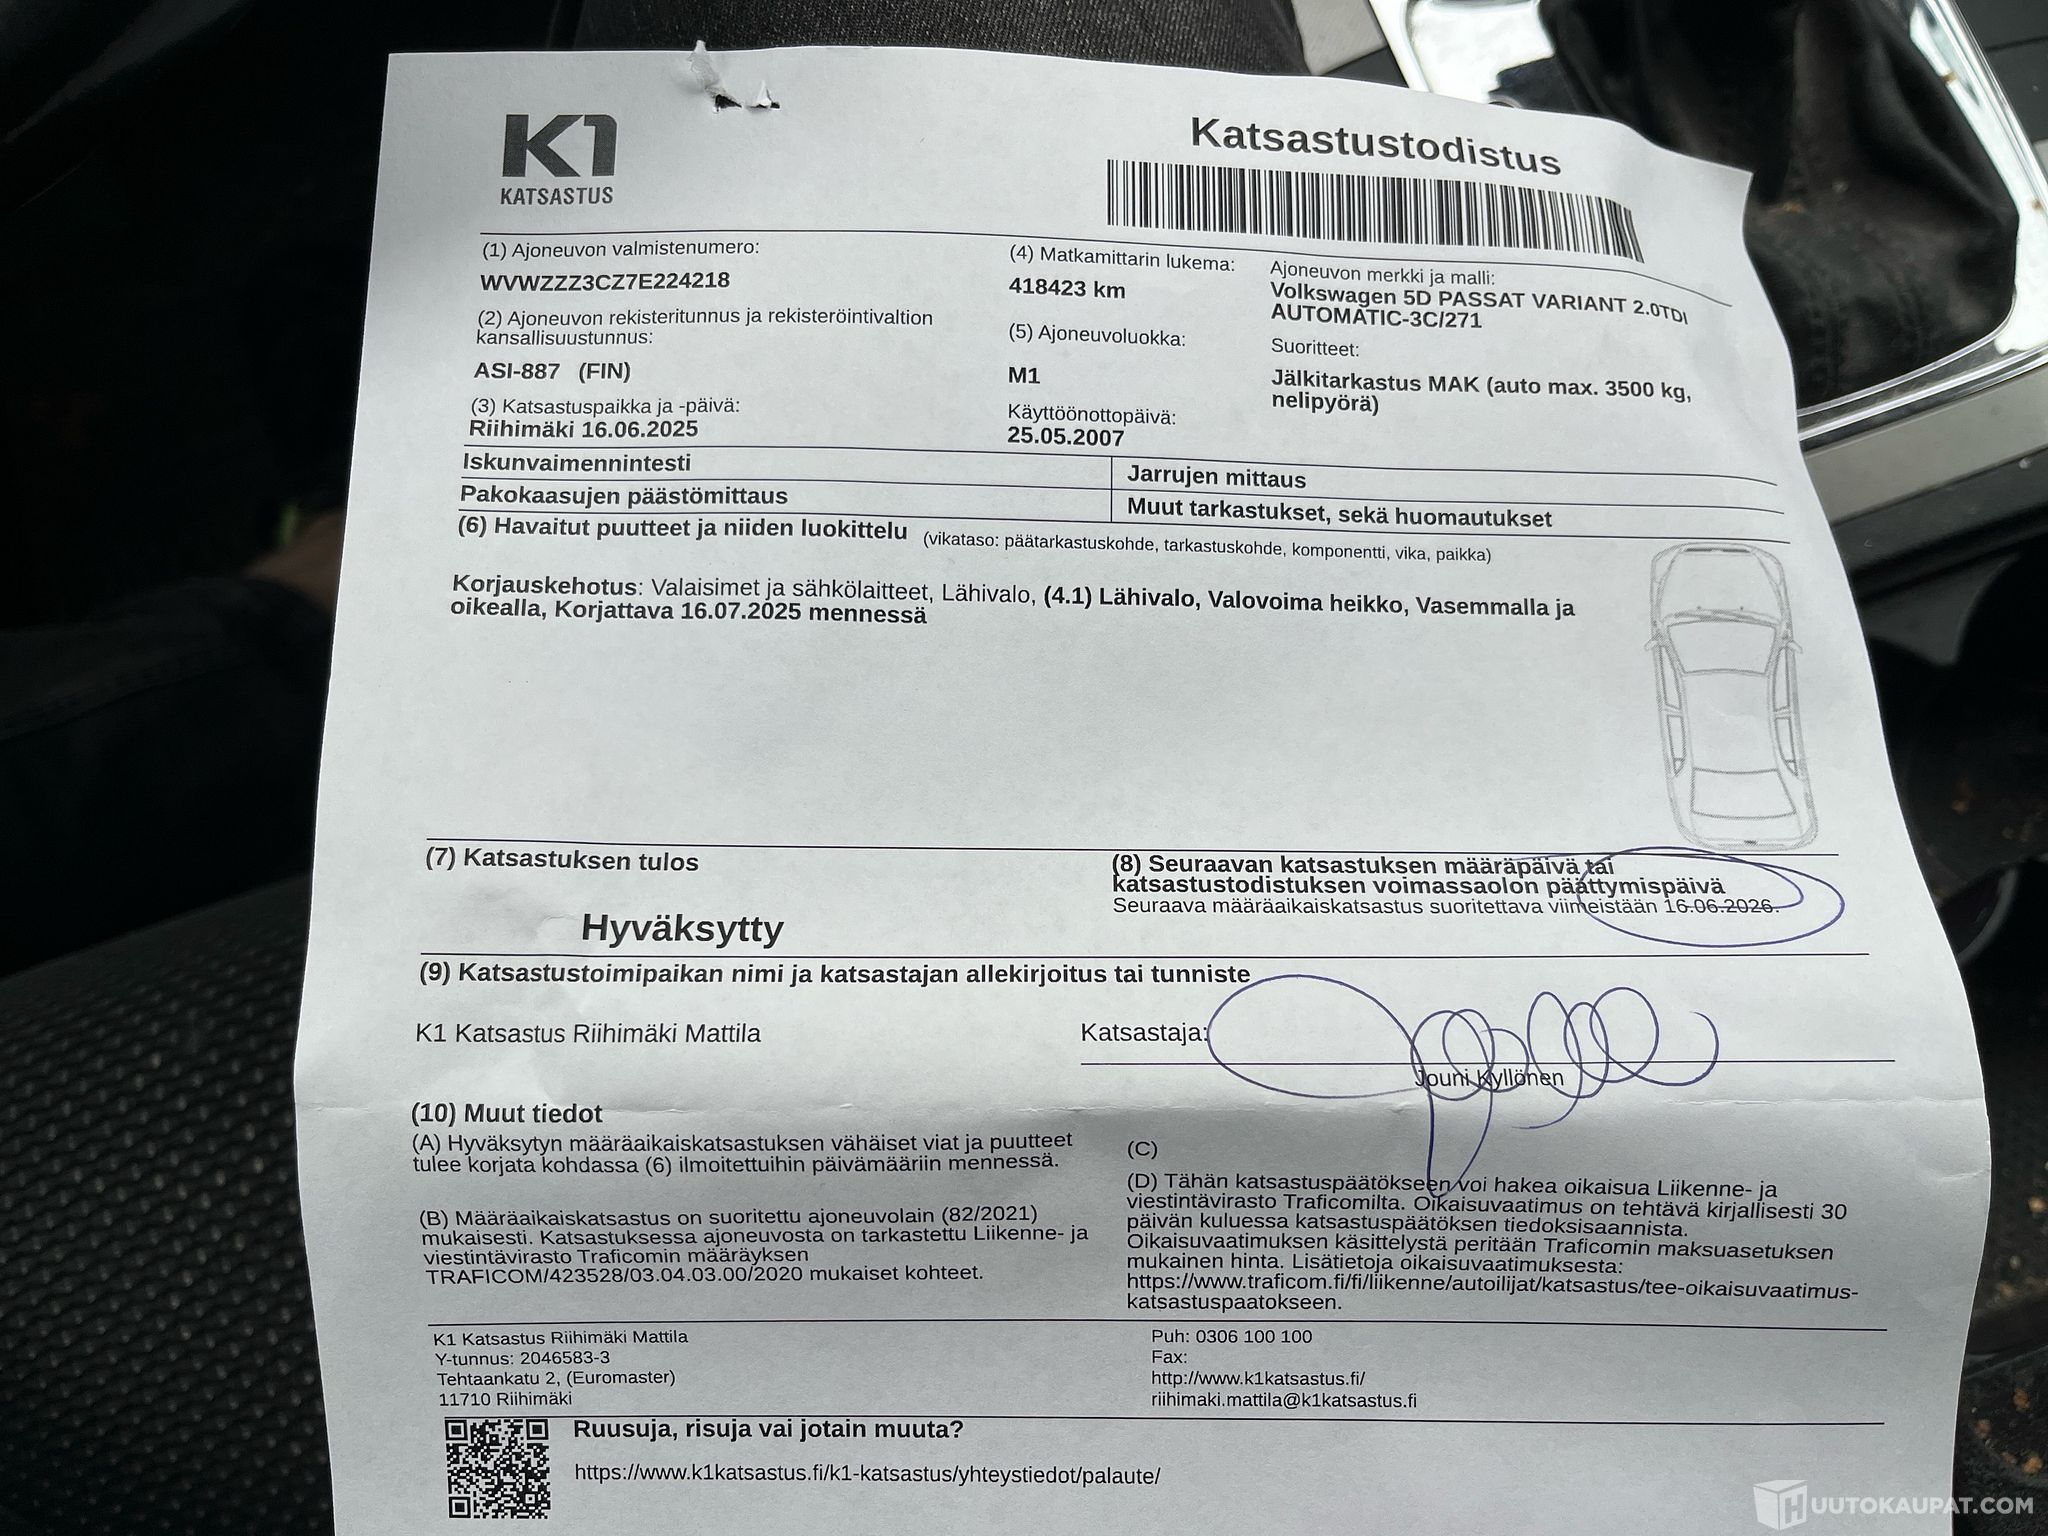 K1
KATSASTUS
Katsastustodistus
(1) Ajoneuvon valmistenumero:
WVWZZZ3CZ7E224218
(2) Ajoneuvon rekisteritunnus ja rekisteröintivaltion
kansallisuustunnus:
ASI-887 (FIN)
(3) Katsastuspaikka ja -päivä:
Riihimäki 16.06.2025
(4) Matkamittarin lukema:
418423 km
(5) Ajoneuvoluokka:
M1
Käyttöönottopäivä:
25.05.2007
Ajoneuvon merkki ja malli:
Volkswagen 5D PASSAT VARIANT 2.0TDI
AUTOMATIC-3C/271
Suoritteet:
Jälkitarkastus MAK (auto max. 3500 kg,
nelipyörä)
Iskunvaimennintesti
Jarrujen mittaus
Pakokaasujen päästömittaus
Muut tarkastukset, sekä huomautukset
(6) Havaitut puutteet ja niiden luokittelu (vikataso: päätarkastuskohde, tarkastuskohde, komponentti, vika, paikka)
Korjauskehotus: Valaisimet ja sähkölaitteet, Lähivalo, (4.1) Lähivalo, Valovoima heikko, Vasemmalla ja
oikealla, Korjattava 16.07.2025 mennessä
(7) Katsastuksen tulos
Hyväksytty
(8) Seuraavan katsastuksen määräpäivä tai
katsastustodistuksen voimassaolon päättymispäivä
Seuraava määräaikaiskatsastus suoritettava viimeistään 16.06.2026.
(9) Katsastustoimipaikan nimi ja katsastajan allekirjoitus tai tunniste
K1 Katsastus Riihimäki Mattila
Katsastaja:
Jouni Kyllönen
(10) Muut tiedot
(A) Hyväksytyn määräaikaiskatsastuksen vähäiset viat ja puutteet
tulee korjata kohdassa (6) ilmoitettuihin päivämääriin mennessä.
(B) Määräaikaiskatsastus on suoritettu ajoneuvolain (82/2021)
mukaisesti. Katsastuksessa ajoneuvosta on tarkastettu Liikenne- ja
viestintävirasto Traficomin määräyksen
TRAFICOM/423528/03.04.03.00/2020 mukaiset kohteet.
(C)
(D) Tähän katsastuspäätökseen voi hakea oikaisua Liikenne- ja
viestintävirasto Traficomilta. Oikaisuvaatimus on tehtävä kirjallisesti 30
päivän kuluessa katsastuspäätöksen tiedoksisaannista.
Oikaisuvaatimuksen käsittelystä peritään Traficomin maksuasetuksen
mukainen hinta. Lisätietoja oikaisuvaatimuksesta:
https://www.traficom.fi/fi/liikenne/autoilijat/katsastus/tee-oikaisuvaatimus-
katsastuspaatokseen.
K1 Katsastus Riihimäki Mattila
Y-tunnus: 2046583-3
Tehtaankatu 2, (Euromaster)
11710 Riihimäki
Puh: 0306 100 100
Fax:
http://www.k1katsastus.fi/
riihimaki.mattila@k1katsastus.fi
Ruusuja, risuja vai jotain muuta?
https://www.k1katsastus.fi/k1-katsastus/yhteystiedot/palaute/
HUUTOKAUPAT.COM